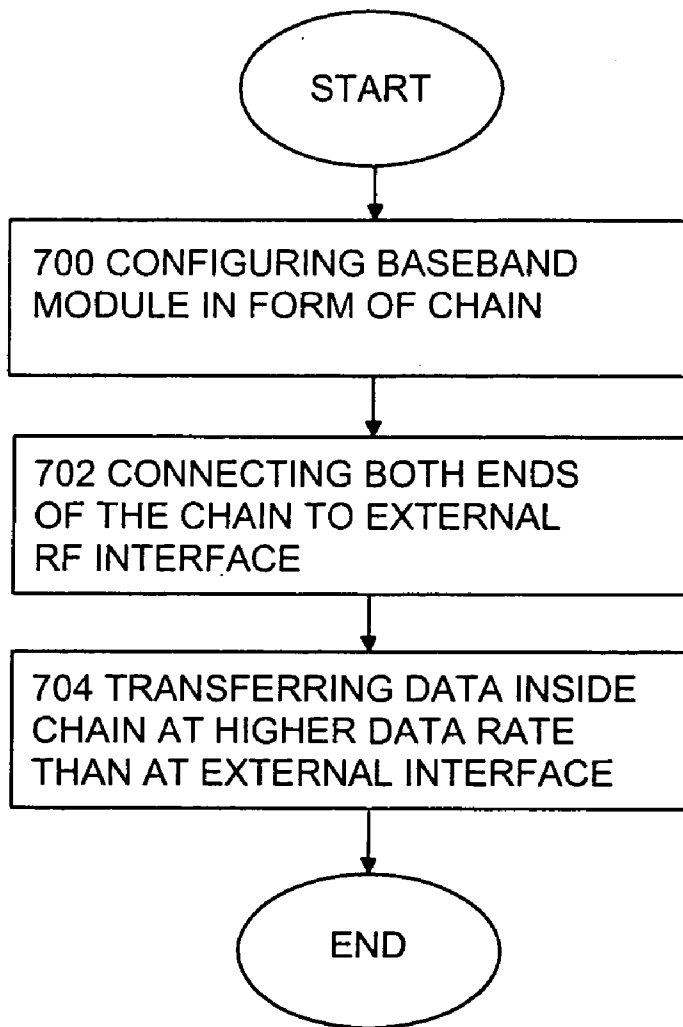 START
700 CONFIGURING BASEBAND
MODULE IN FORM OF CHAIN
702 CONNECTING BOTH ENDS
OF THE CHAIN TO EXTERNAL
RF INTERFACE
704 TRANSFERRING DATA INSIDE
CHAIN AT HIGHER DATA RATE
THAN AT EXTERNAL INTERFACE
END